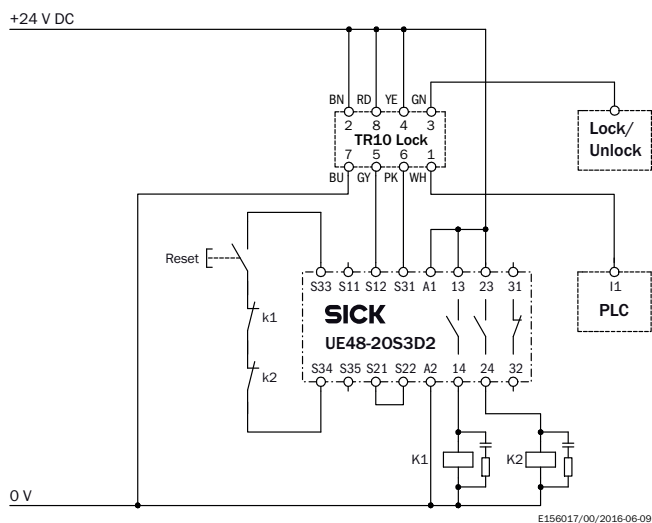 +24 V DC
BN RD YE GN
2 8 4 3
TR10 Lock
7 5 6 1
BU GY PK WH
Lock/
Unlock
Reset
k1
k2
S33 S11 S12 S31 A1 13 23 31
SICK
UE48-20S3D2
S34 S35 S21 S22 A2 14 24 32
I1
PLC
K1
K2
0 V
E156017/00/2016-06-09